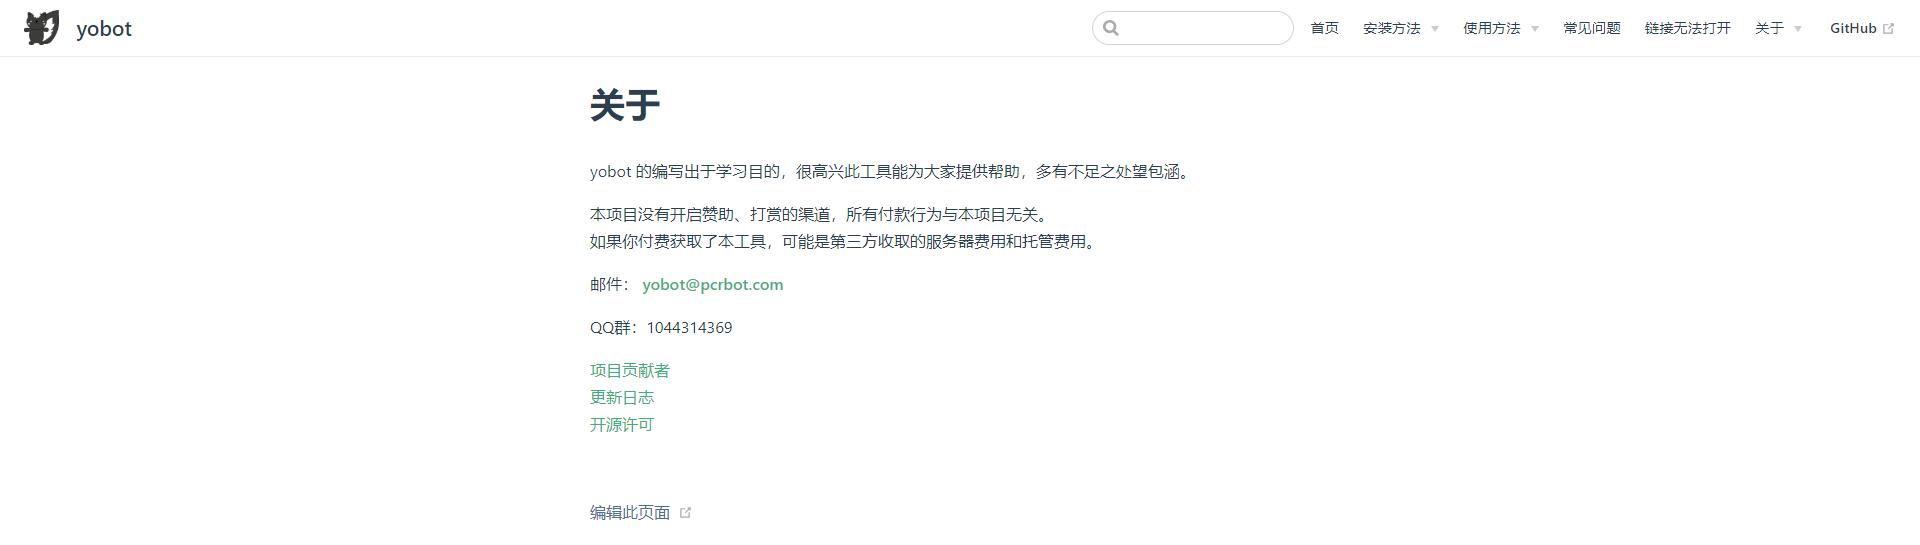 yobot
首页
安装方法
使用方法
常见问题
链接无法打开
关于
GitHub
关于
yobot 的编写出于学习目的，很高兴此工具能为大家提供帮助，多有不足之处望包涵。
本项目没有开启赞助、打赏的渠道，所有付款行为与本项目无关。
如果你付费获取了本工具，可能是第三方收取的服务器费用和托管费用。
邮件： yobot@pcrbot.com
QQ群：1044314369
项目贡献者
更新日志
开源许可
编辑此页面